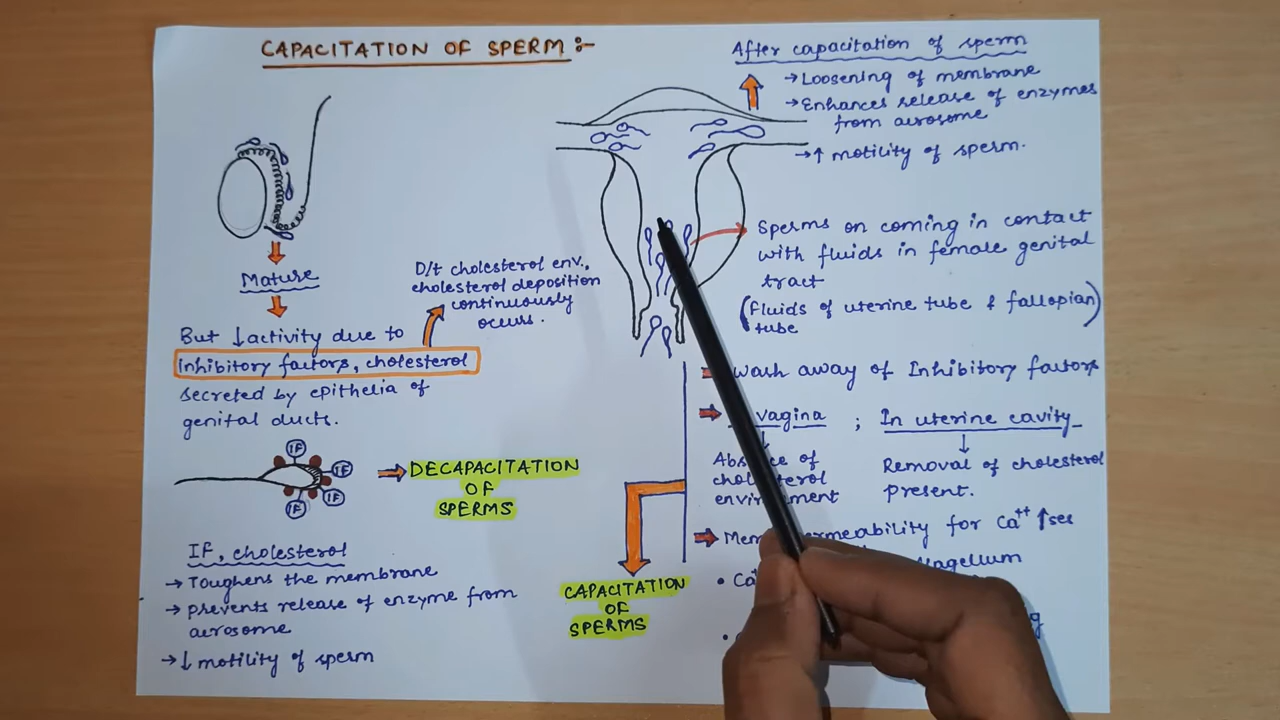 CAPACITATION OF SPERM :-
Mature
But ↓activity due to
inhibitory factors, cholesterol
secreted by epithelia of
genital ducts.
D/t cholesterol env.,
cholesterol deposition
continuously
occurs.
IF
IF
IF
IF
DECAPACITATION
OF
SPERMS
IF, cholesterol
→ Toughens the membrane
→ prevents release of enzyme from
acrosome
→ ↓ motility of sperm
After capacitation of sperm
→ Loosening of membrane
→ Enhances release of enzymes
from acrosome
→ ↑ motility of sperm.
Sperms on coming in contact
with fluids in female genital
tract
(Fluids of uterine tube & fallopian)
tube
wash away of Inhibitory factors
vagina ; In uterine cavity
cholesterol
Removal of cholesterol
present.
for Ca⁺⁺ ↑ses
CAPACITATION
OF
SPERMS